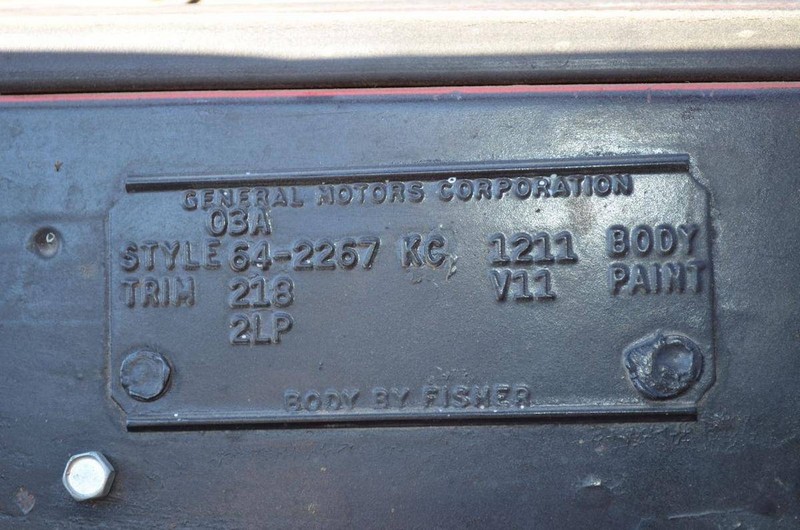 GENERAL MOTORS CORPORATION
03A
STYLE 64-2267 KC 1211 BODY
TRIM 218 V11 PAINT
2LP
BODY BY FISHER